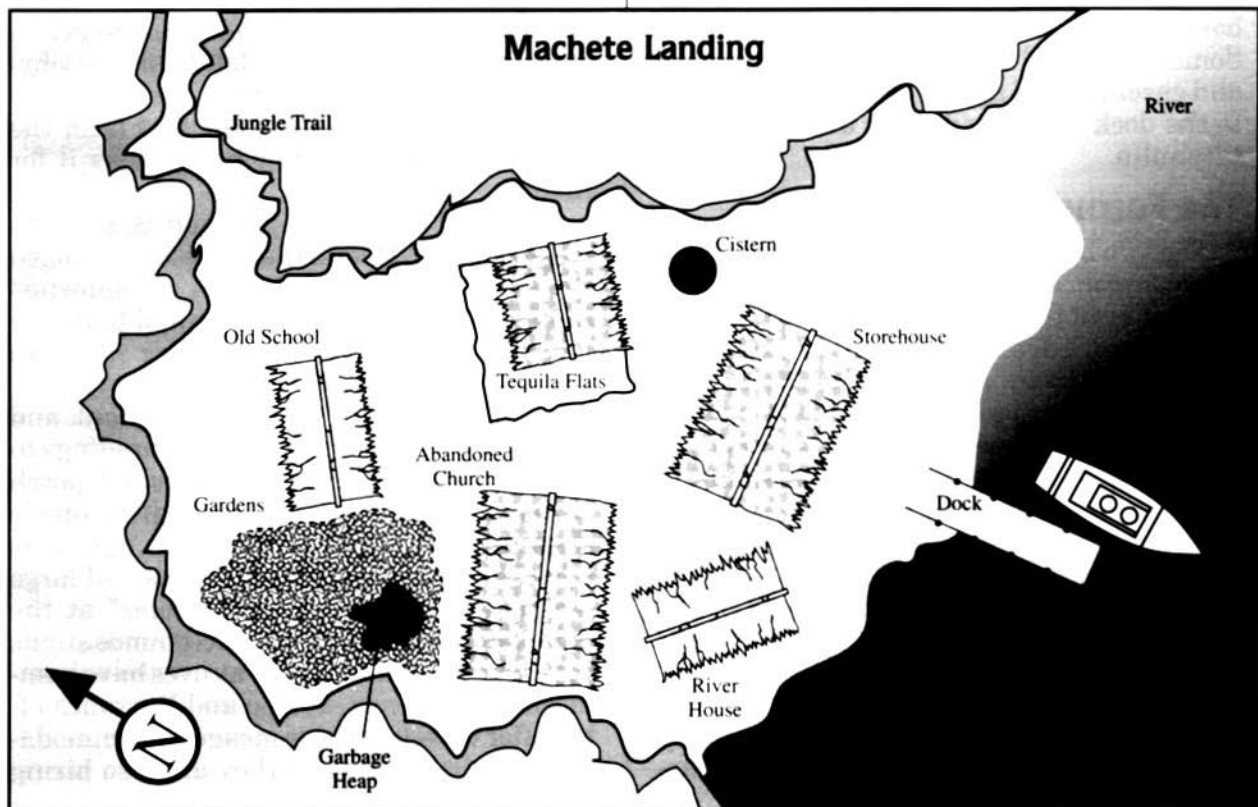 Machete Landing
River
Jungle Trail
Cistern
Old School
Storehouse
Tequila Flats
Abandoned
Church
Gardens
Dock
River
House
Garbage
Heap
N